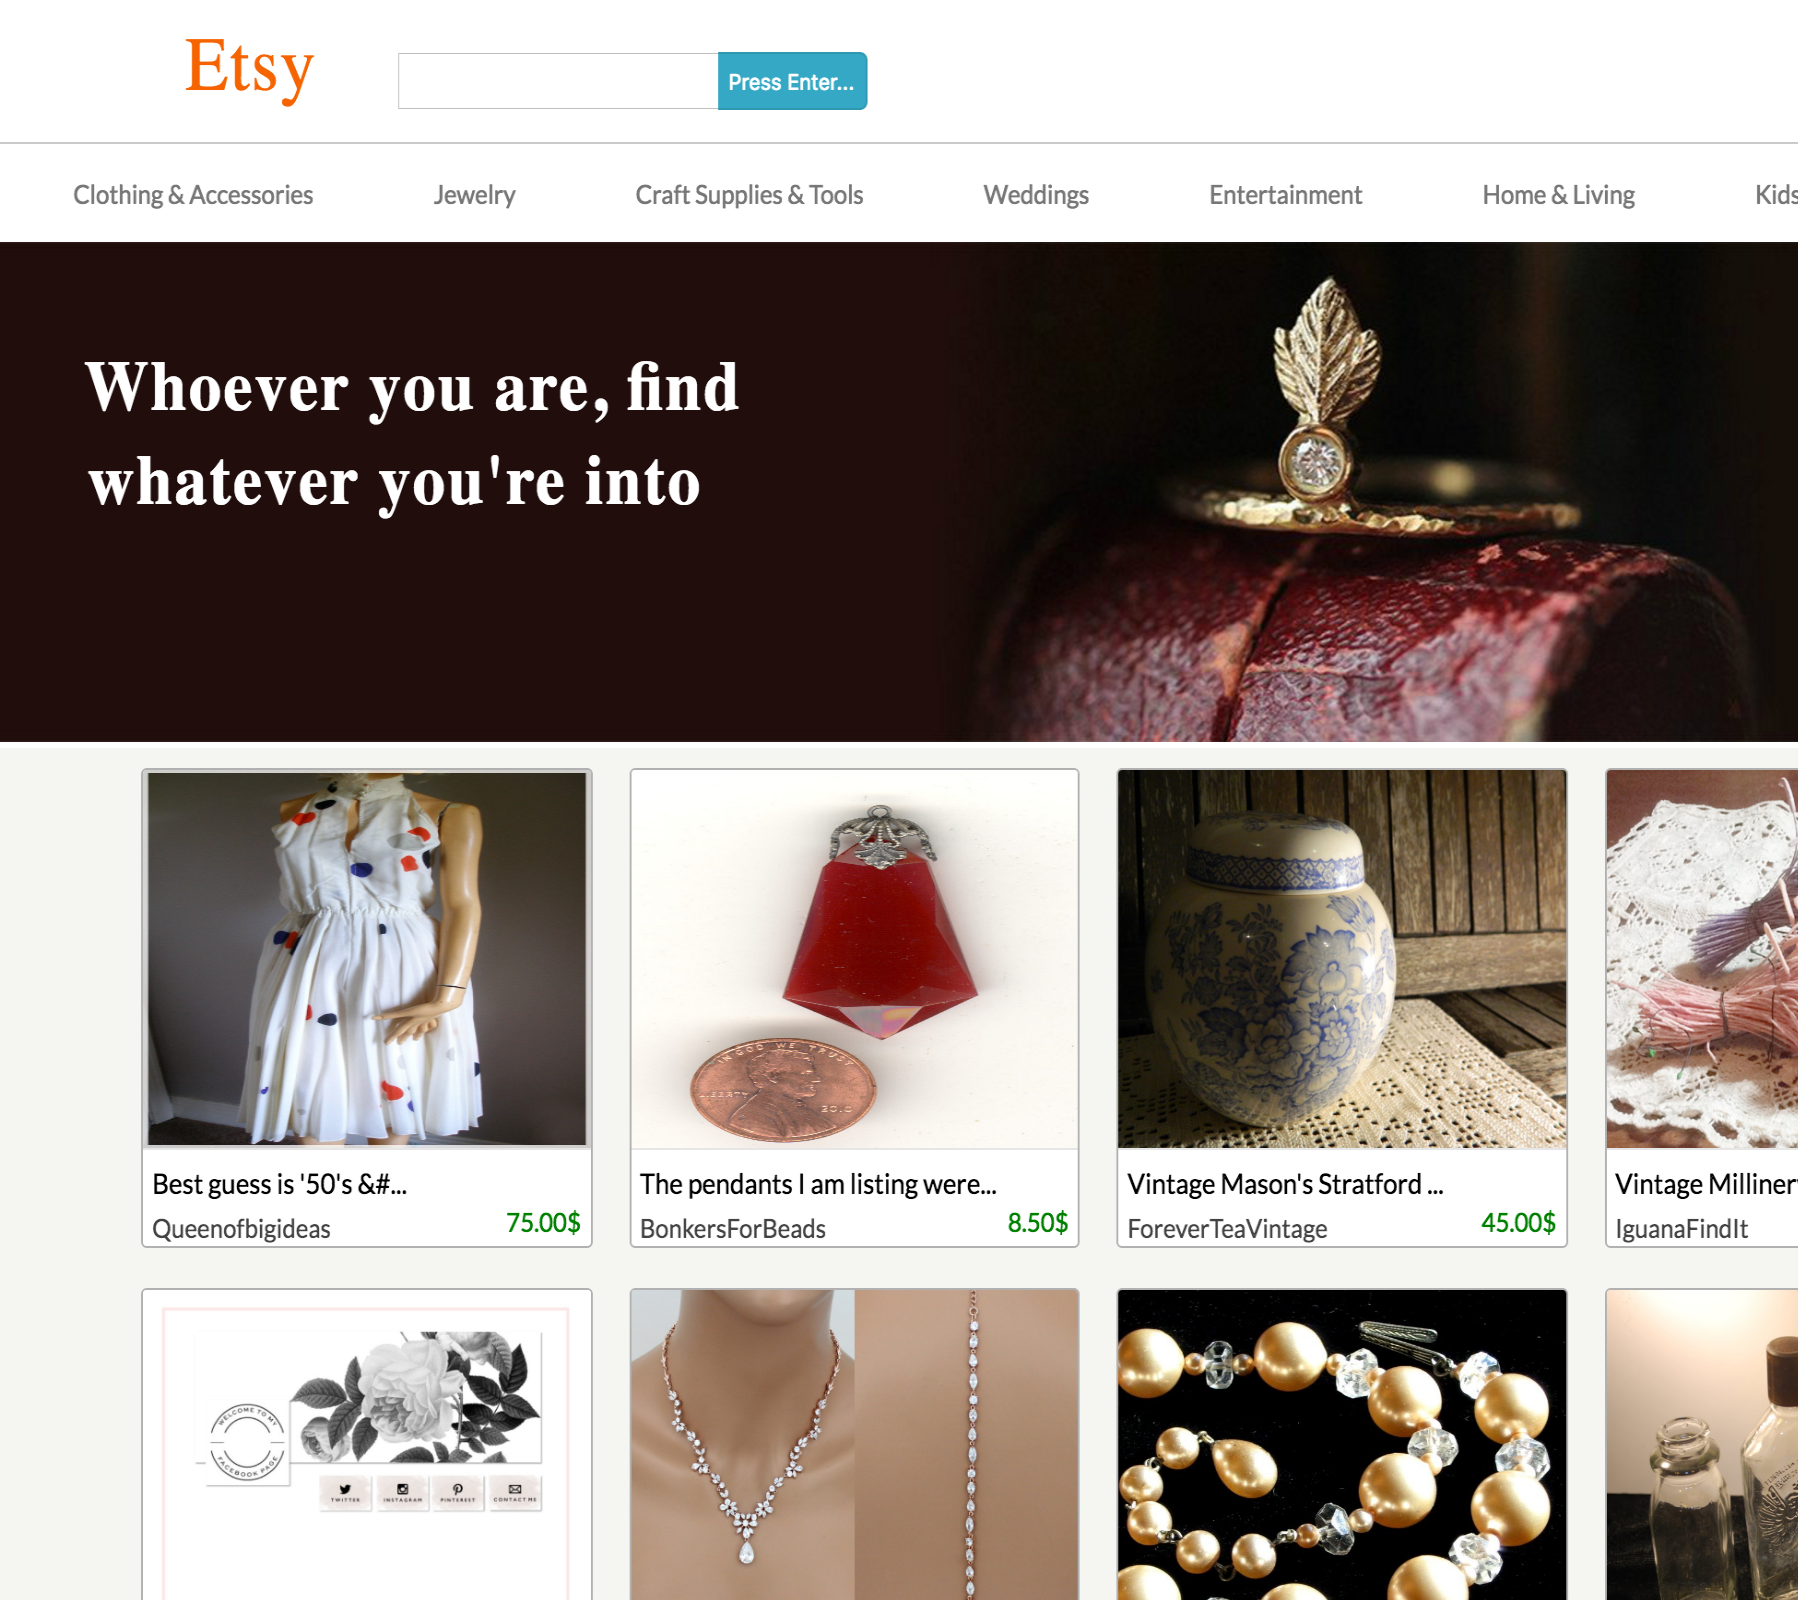 Etsy
Press Enter...
Clothing & Accessories
Jewelry
Craft Supplies & Tools
Weddings
Entertainment
Home & Living
Kids
Whoever you are, find
whatever you're into
IN GOD WE TRUST
LIBERTY
Best guess is '50's &#...
Queenofbigideas
75.00$
The pendants I am listing were...
BonkersForBeads
8.50$
Vintage Mason's Stratford ...
ForeverTeaVintage
45.00$
Vintage Milliner
IguanaFindIt
WELCOME TO MY
FACEBOOK PAGE
TWITTER
INSTAGRAM
PINTEREST
CONTACT ME